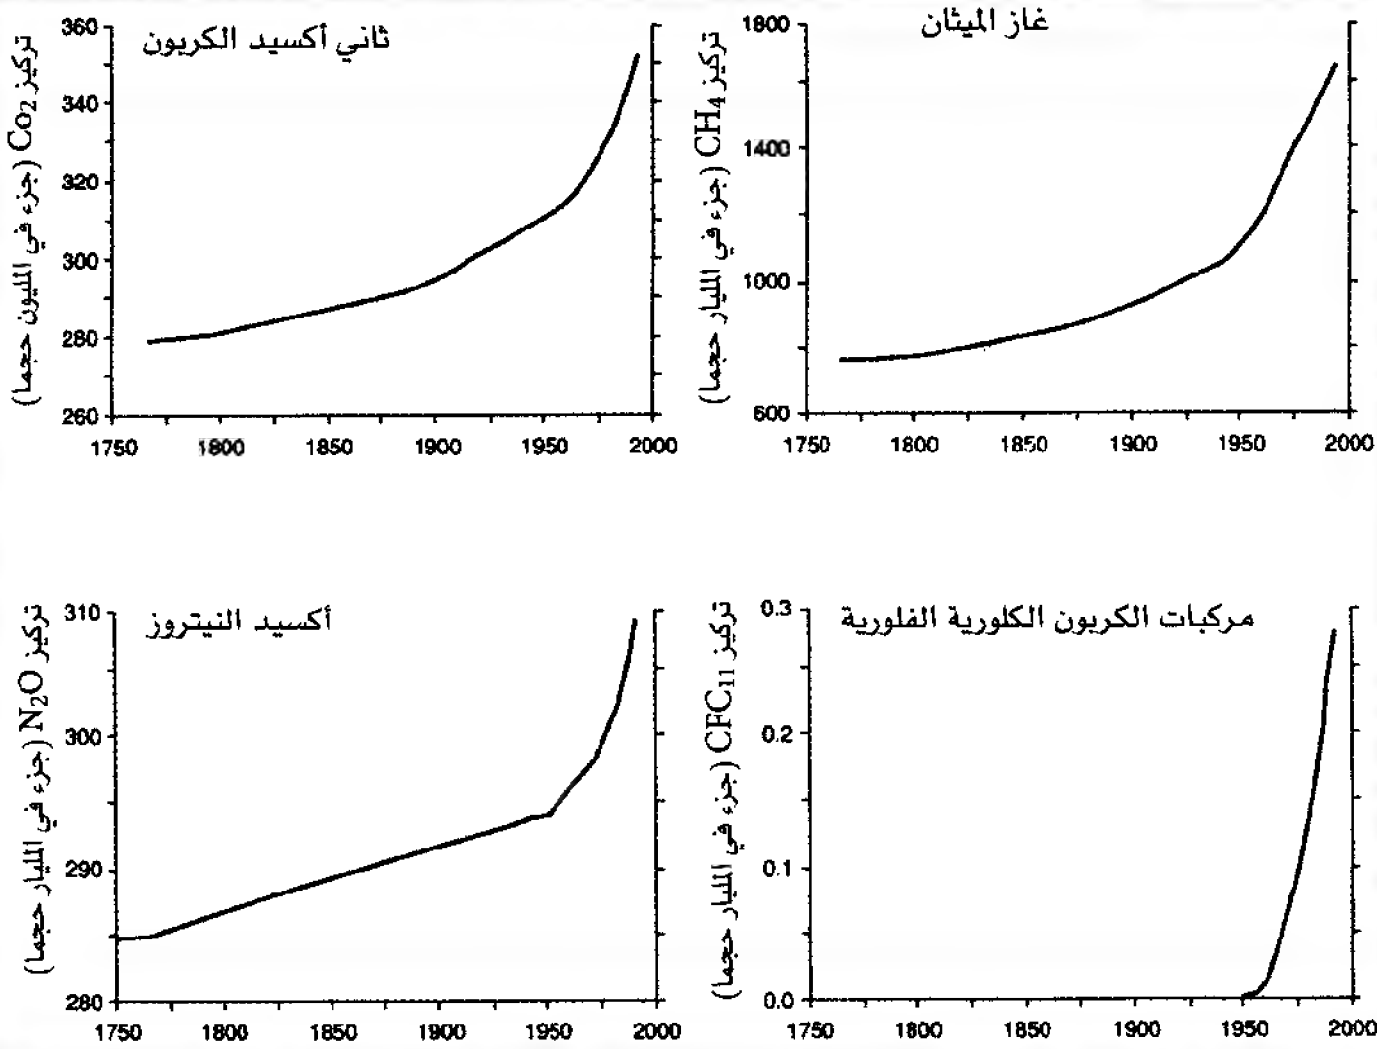 ثاني أكسيد الكربون
تركيز Co2 (جزء في المليون حجما)
360
340
320
300
280
260
1750 1800 1850 1900 1950 2000
غاز الميثان
تركيز CH4 (جزء في المليار حجما)
1800
1400
1000
600
1750 1800 1850 1900 1950 2000
أكسيد النيتروز
تركيز N2O (جزء في المليار حجما)
310
300
290
280
1750 1800 1850 1900 1950 2000
مركبات الكربون الكلورية الفلورية
تركيز CFC11 (جزء في المليار حجما)
0.3
0.2
0.1
0.0
1750 1800 1850 1900 1950 2000